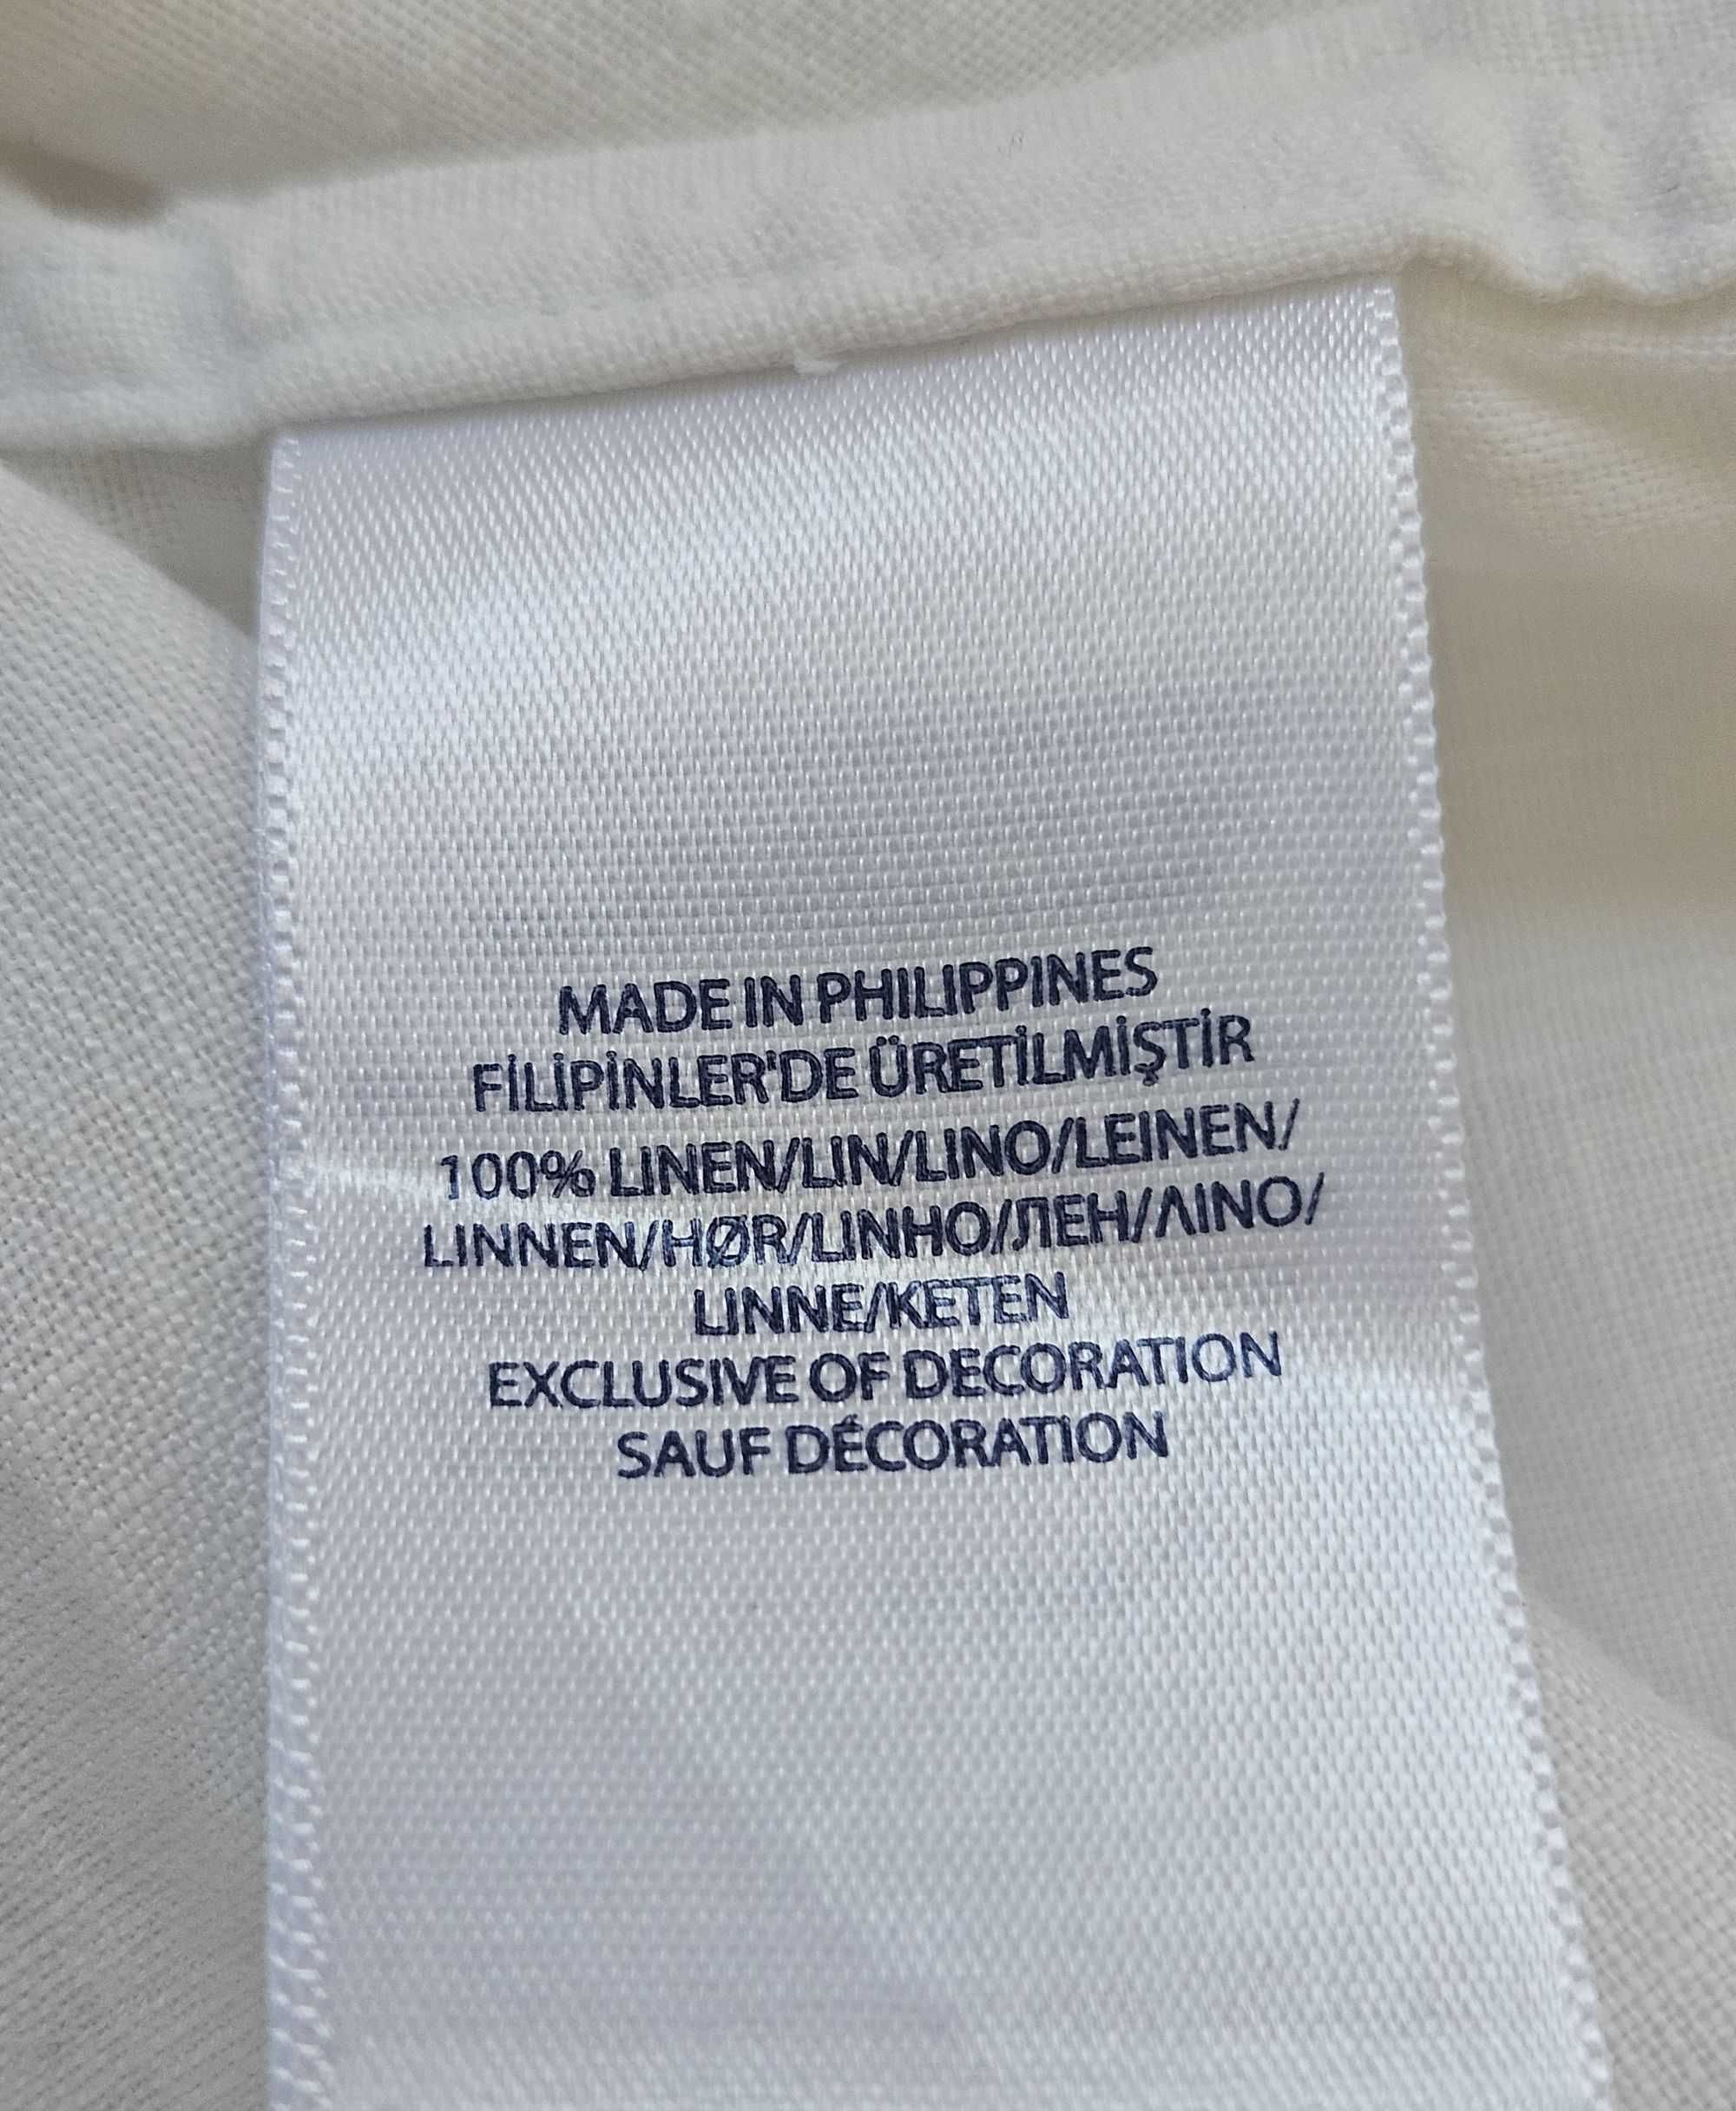 MADE IN PHILIPPINES
FİLİPİNLER'DE ÜRETİLMİŞTİR
100% LINEN/LIN/LINO/LEINEN/
LINNEN/HØR/LINHO/ЛЕН/ΛΙΝΟ/
LINNE/KETEN
EXCLUSIVE OF DECORATION
SAUF DÉCORATION